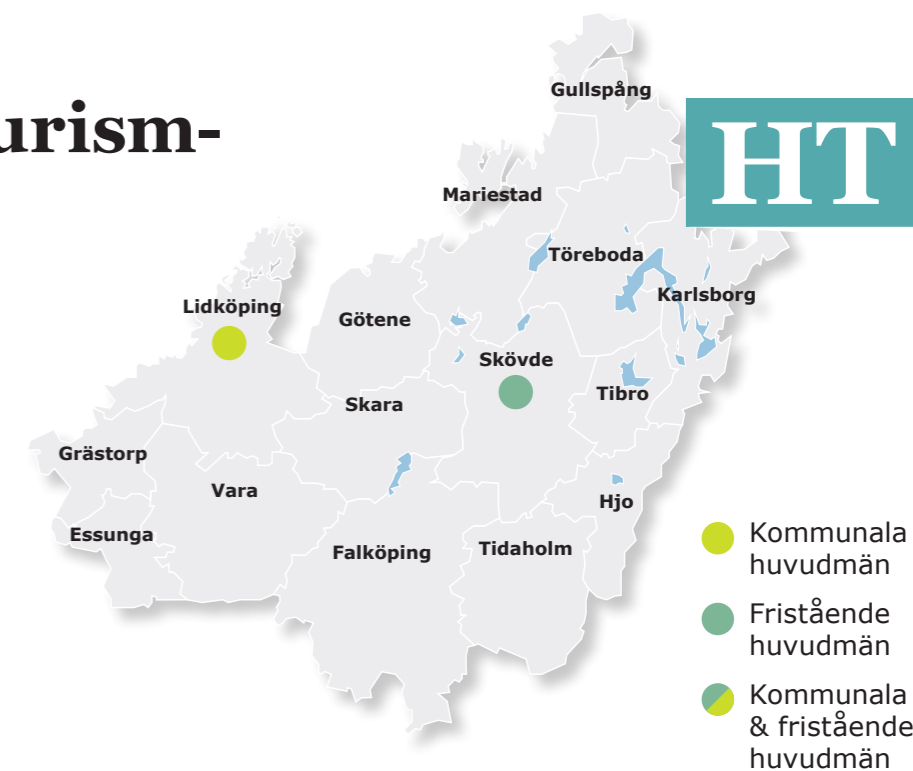 urism-
HT
Gullspång
Mariestad
Töreboda
Karlsborg
Lidköping
Götene
Skövde
Tibro
Skara
Grästorp
Vara
Hjo
Essunga
Falköping
Tidaholm
Kommunala
huvudmän
Fristående
huvudmän
Kommunala
& fristående
huvudmän